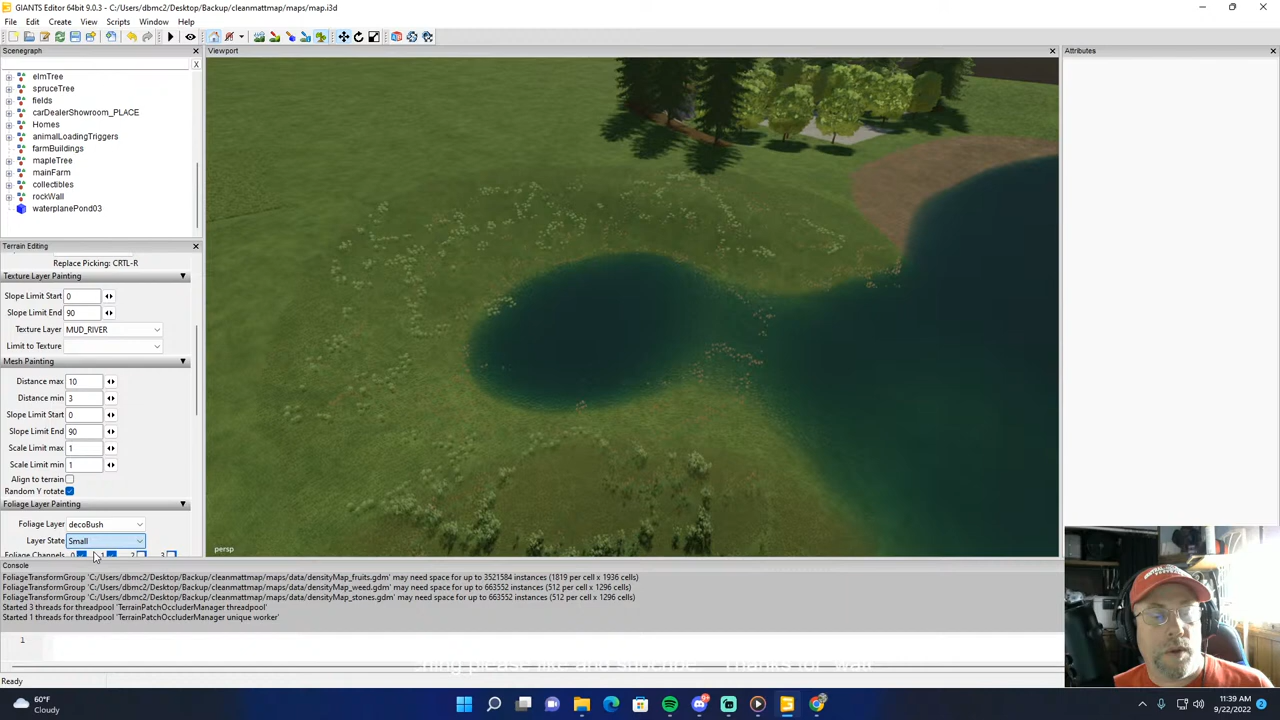 GIANTS Editor 64bit 9.0.3 - C:/Users/dbmc2/Desktop/Backup/cleanmattmap/maps/map.i3d
File Edit Create View Scripts Window Help
Scenegraph
Viewport
Attributes
X
elmTree
spruceTree
fields
carDealerShowroom_PLACE
Homes
animalLoadingTriggers
farmBuildings
mapleTree
mainFarm
collectibles
rockWall
waterplanePond03
Terrain Editing
Replace Picking: CRTL-R
Texture Layer Painting
Slope Limit Start 0
Slope Limit End 90
Texture Layer MUD_RIVER
Limit to Texture
Mesh Painting
Distance max 10
Distance min 3
Slope Limit Start 0
Slope Limit End 90
Scale Limit max 1
Scale Limit min 1
Align to terrain
Random Y rotate
Foliage Layer Painting
Foliage Layer decoBush
Layer State Small
Foliage Channels 0 1 2 3
persp
Console
FoliageTransformGroup 'C:/Users/dbmc2/Desktop/Backup/cleanmattmap/maps/data/densityMap_fruits.gdm' may need space for up to 3521584 instances (1819 per cell x 1936 cells)
FoliageTransformGroup 'C:/Users/dbmc2/Desktop/Backup/cleanmattmap/maps/data/densityMap_weed.gdm' may need space for up to 663552 instances (512 per cell x 1296 cells)
FoliageTransformGroup 'C:/Users/dbmc2/Desktop/Backup/cleanmattmap/maps/data/densityMap_stones.gdm' may need space for up to 663552 instances (512 per cell x 1296 cells)
Started 3 threads for threadpool 'TerrainPatchOccluderManager threadpool'
Started 1 threads for threadpool 'TerrainPatchOccluderManager unique worker'
1
please like and
Ready
60°F
Cloudy
11:39 AM
9/22/2022